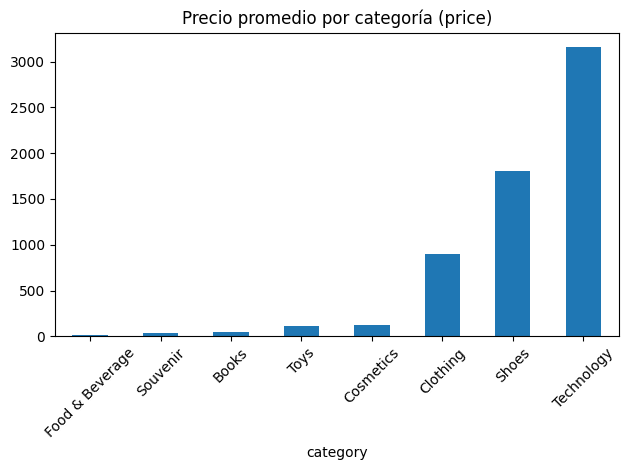 Precio promedio por categoría (price)
3000
2500
2000
1500
1000
500
0
Food & Beverage
Souvenir
Books
Toys
Cosmetics
Clothing
Shoes
Technology
category